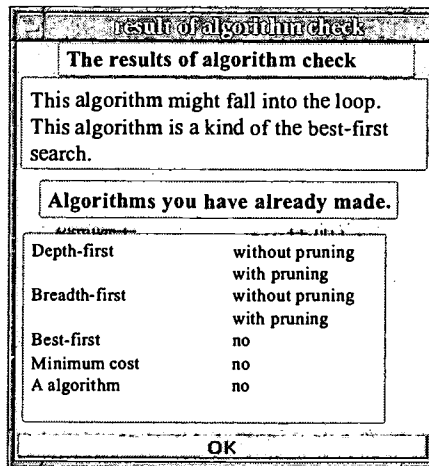 result of algorithm check
The results of algorithm check
This algorithm might fall into the loop.
This algorithm is a kind of the best-first
search.
Algorithms you have already made.
Depth-first without pruning
with pruning
Breadth-first without pruning
with pruning
Best-first no
Minimum cost no
A algorithm no
OK